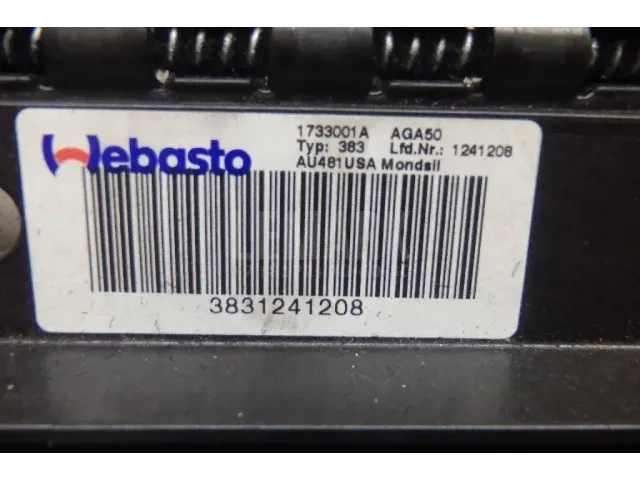 Webasto
1733001A AGA50
Typ: 383 Lfd.Nr.: 1241208
AU481USA Mondsil
3831241208